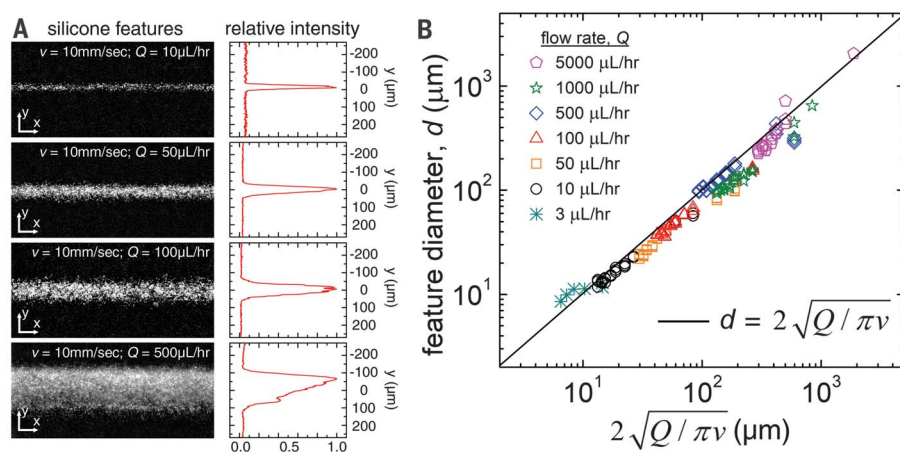 A
silicone features
relative intensity
v = 10mm/sec; Q = 10μL/hr
y
x
-200
-100
0
100
200
y (μm)
v = 10mm/sec; Q = 50μL/hr
y
x
-200
-100
0
100
200
y (μm)
v = 10mm/sec; Q = 100μL/hr
y
x
-200
-100
0
100
200
y (μm)
v = 10mm/sec; Q = 500μL/hr
y
x
-200
-100
0
100
y (μm)
0.0
0.5
1.0
B
feature diameter, d (μm)
10³
10²
10¹
flow rate, Q
5000 μL/hr
1000 μL/hr
500 μL/hr
100 μL/hr
50 μL/hr
10 μL/hr
3 μL/hr
d = 2√Q / πv
10¹
10²
10³
2√Q / πv (μm)